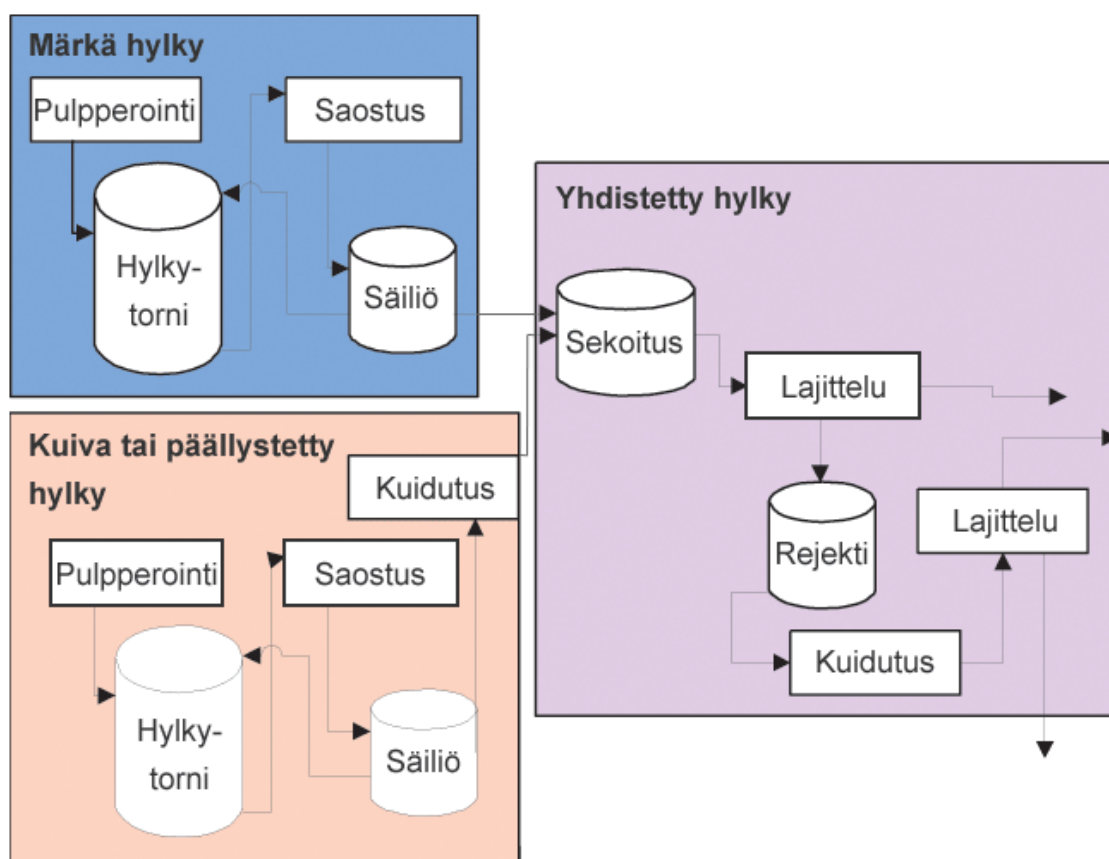 Märkä hylky
Pulpperointi
Saostus
Hylky-
torni
Säiliö
Kuiva tai päällystetty
hylky
Kuidutus
Pulpperointi
Saostus
Hylky-
torni
Säiliö
Yhdistetty hylky
Sekoitus
Lajittelu
Rejekti
Lajittelu
Kuidutus